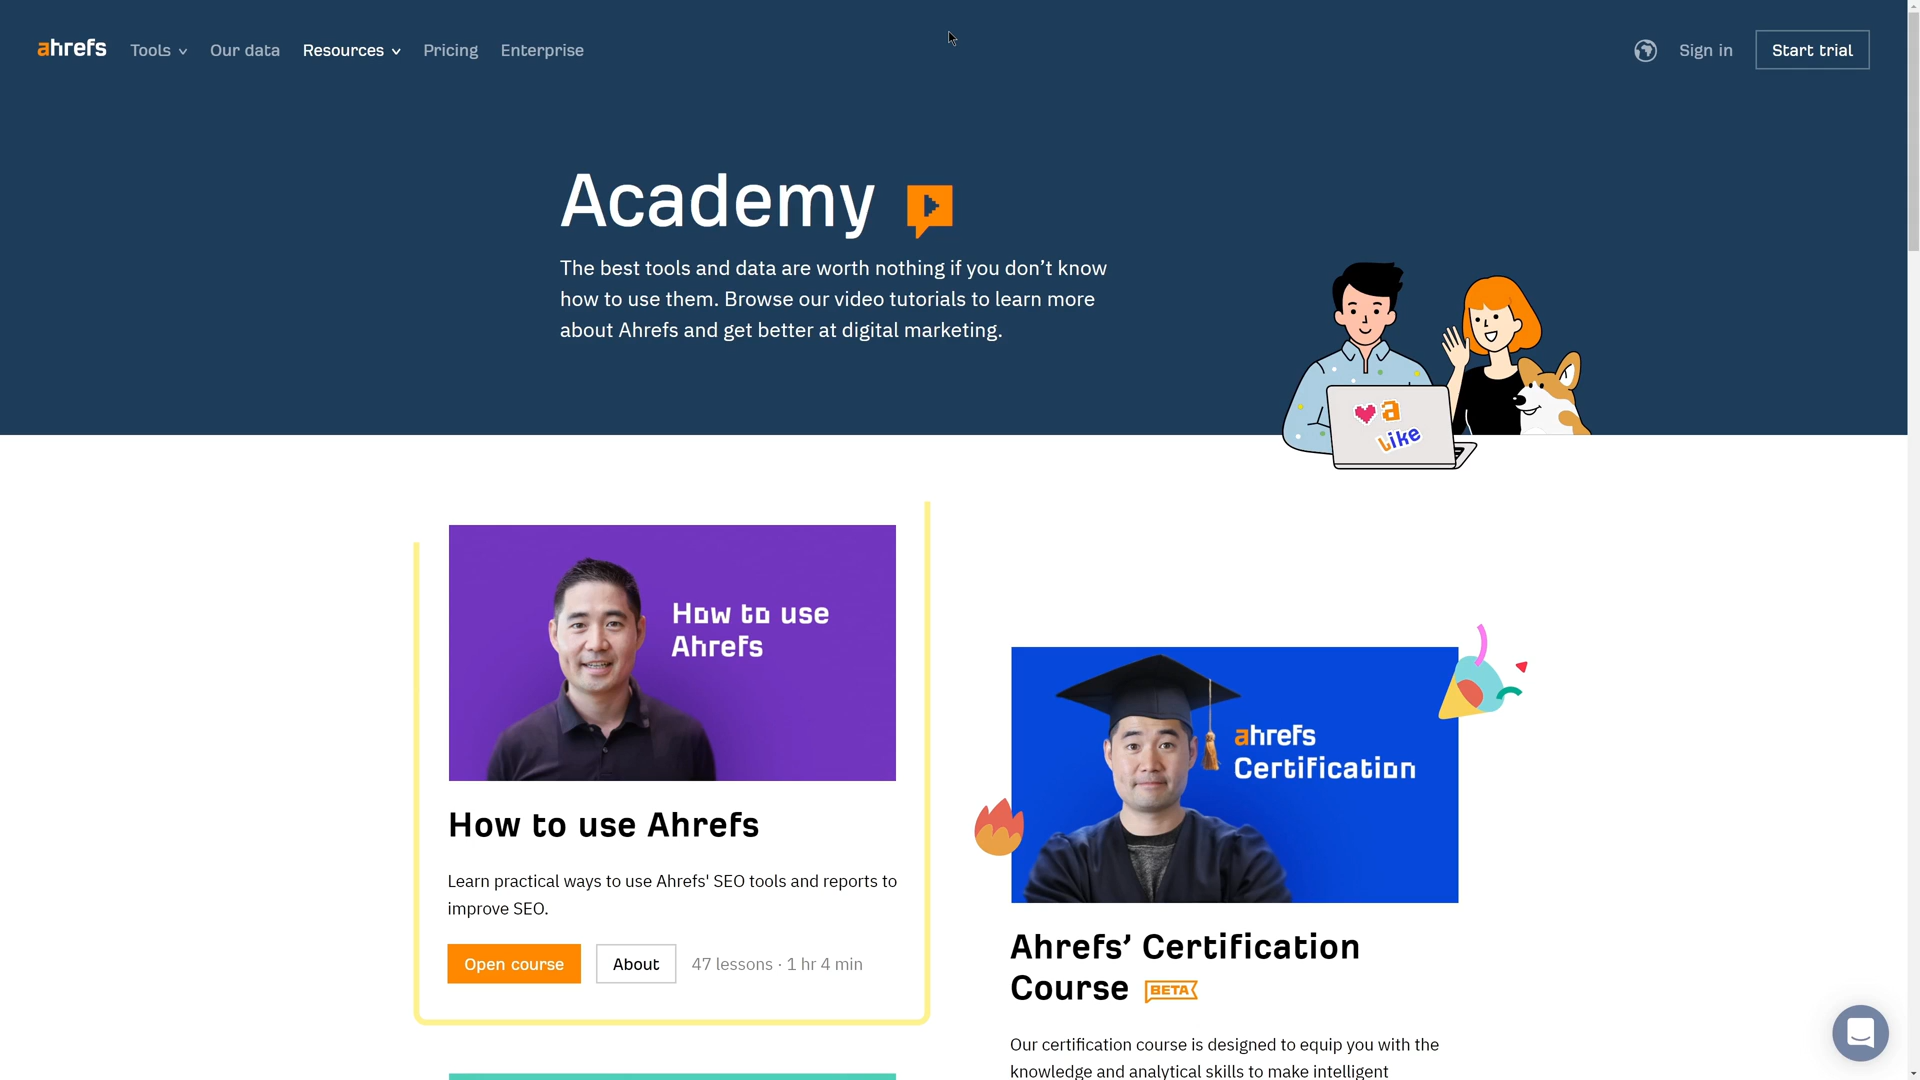 ahrefs Tools Our data Resources Pricing Enterprise Sign in Start trial
Academy
The best tools and data are worth nothing if you don’t know
how to use them. Browse our video tutorials to learn more
about Ahrefs and get better at digital marketing.
a
like
How to use
Ahrefs
How to use Ahrefs
Learn practical ways to use Ahrefs' SEO tools and reports to
improve SEO.
Open course About 47 lessons · 1 hr 4 min
ahrefs
Certification
Ahrefs’ Certification
Course BETA
Our certification course is designed to equip you with the
knowledge and analytical skills to make intelligent